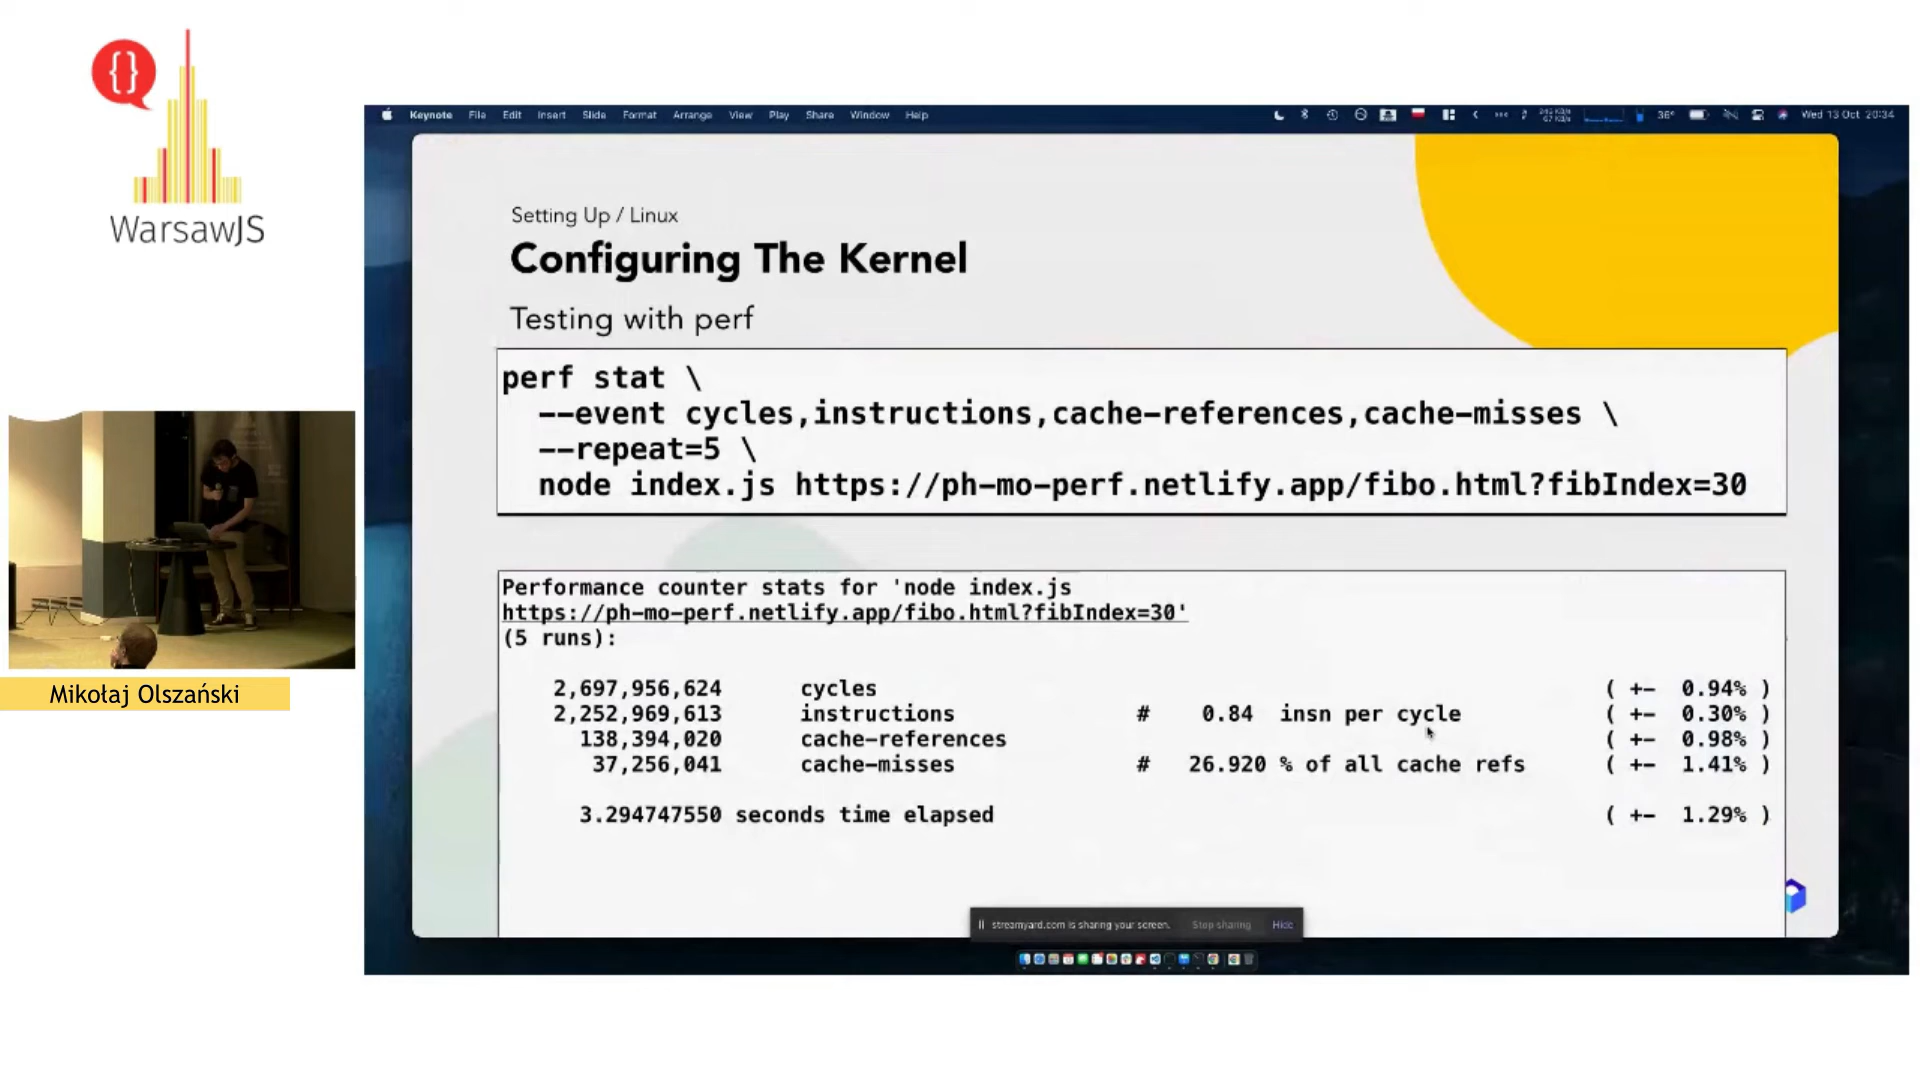 {}
WarsawJS
Keynote File Edit Insert Slide Format Arrange View Play Share Window Help
36° Wed 13 Oct 20:34
Setting Up / Linux
Configuring The Kernel
Testing with perf
perf stat \
--event cycles,instructions,cache-references,cache-misses \
--repeat=5 \
node index.js https://ph-mo-perf.netlify.app/fibo.html?fibIndex=30
Performance counter stats for 'node index.js
https://ph-mo-perf.netlify.app/fibo.html?fibIndex=30'
(5 runs):
2,697,956,624 cycles ( +- 0.94% )
2,252,969,613 instructions # 0.84 insn per cycle ( +- 0.30% )
138,394,020 cache-references ( +- 0.98% )
37,256,041 cache-misses # 26.920 % of all cache refs ( +- 1.41% )
3.294747550 seconds time elapsed ( +- 1.29% )
streamyard.com is sharing your screen. Stop sharing Hide
Mikołaj Olszański